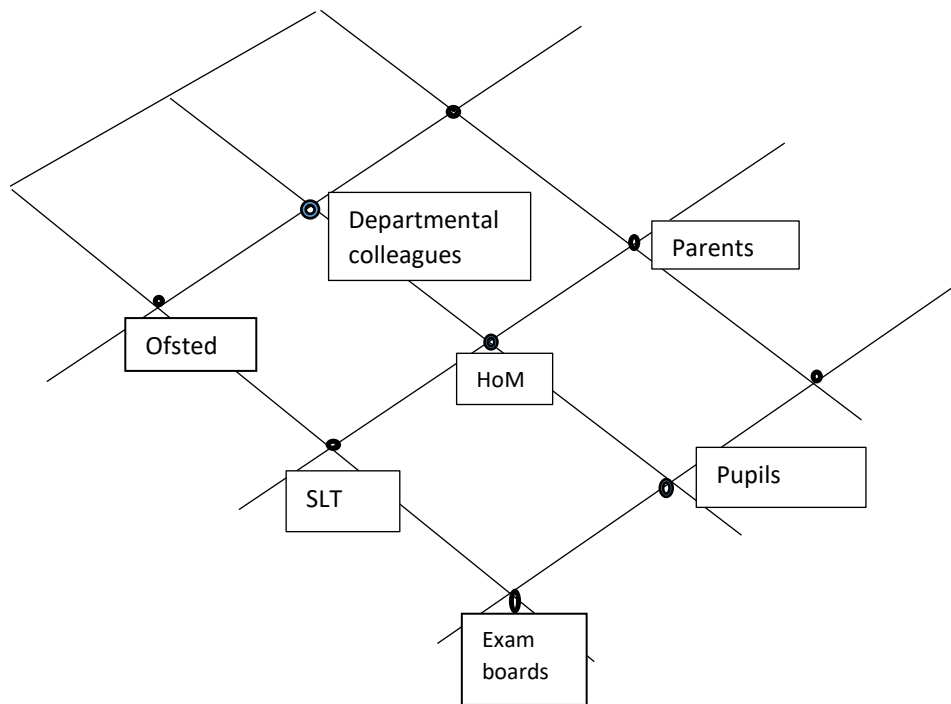 Departmental
colleagues
Parents
Ofsted
HoM
Pupils
SLT
Exam
boards